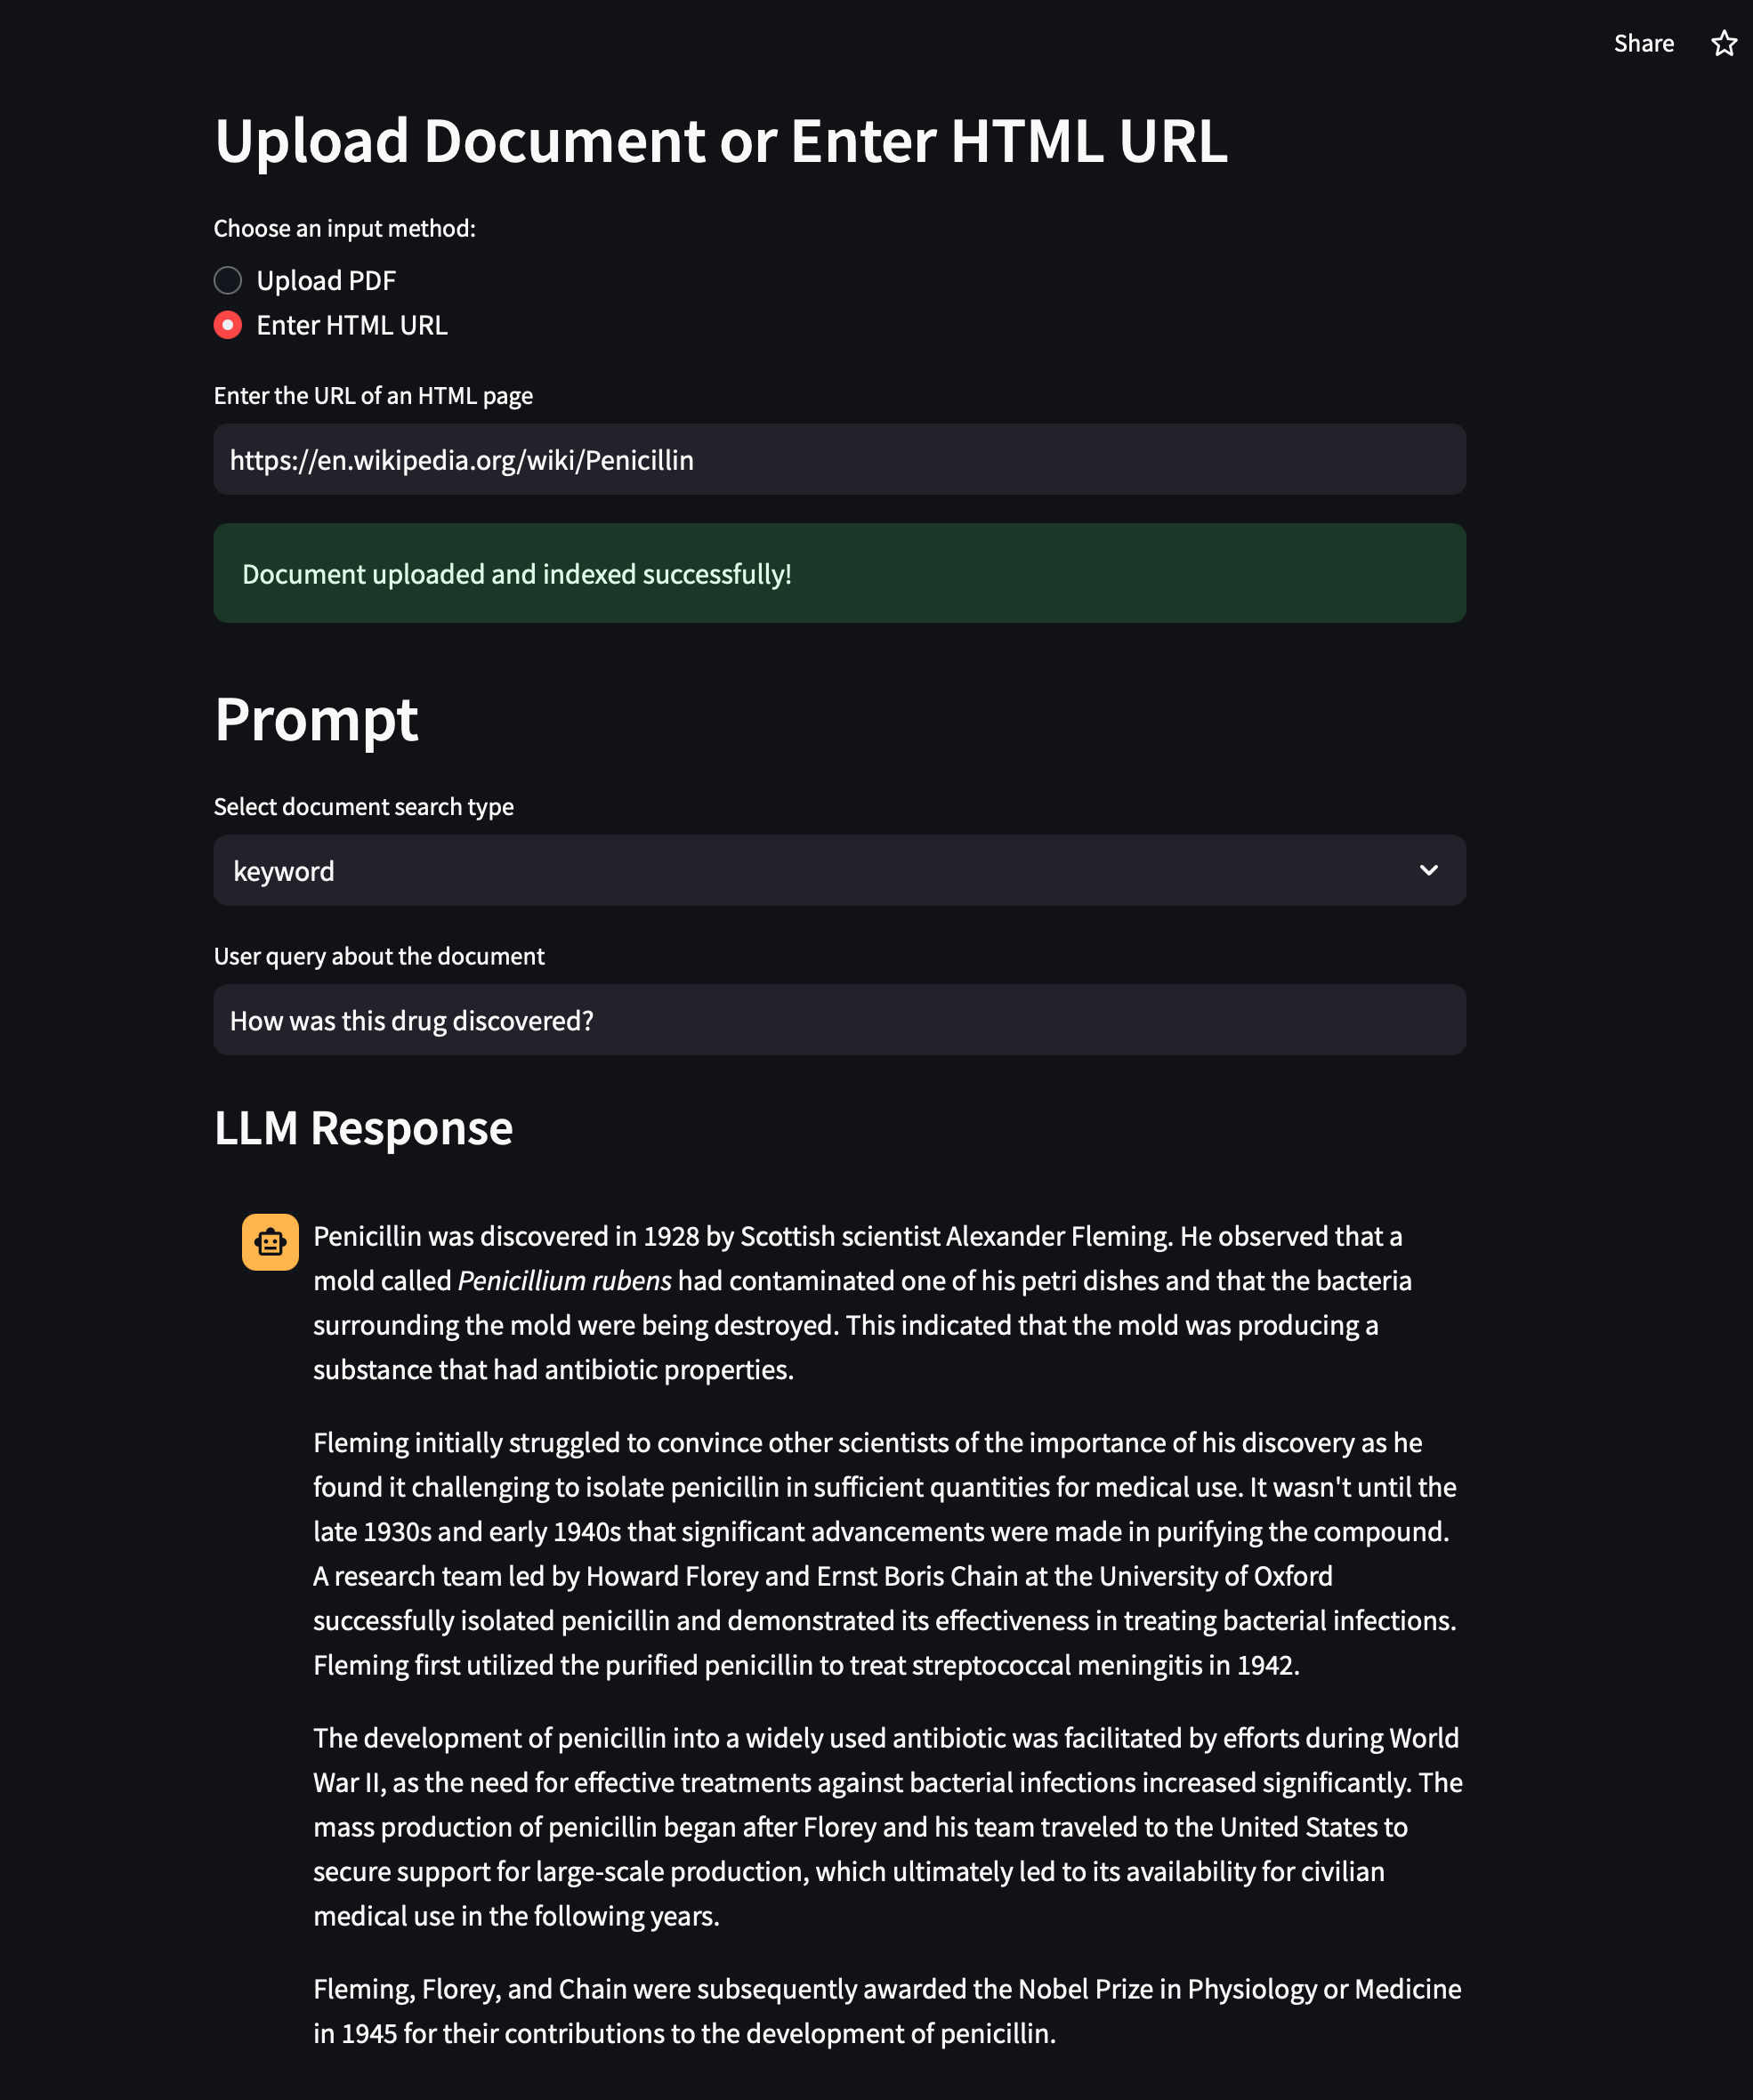 Share
Upload Document or Enter HTML URL
Choose an input method:
Upload PDF
Enter HTML URL
Enter the URL of an HTML page
https://en.wikipedia.org/wiki/Penicillin
Document uploaded and indexed successfully!
Prompt
Select document search type
keyword
User query about the document
How was this drug discovered?
LLM Response
Penicillin was discovered in 1928 by Scottish scientist Alexander Fleming. He observed that a
mold called Penicillium rubens had contaminated one of his petri dishes and that the bacteria
surrounding the mold were being destroyed. This indicated that the mold was producing a
substance that had antibiotic properties.
Fleming initially struggled to convince other scientists of the importance of his discovery as he
found it challenging to isolate penicillin in sufficient quantities for medical use. It wasn't until the
late 1930s and early 1940s that significant advancements were made in purifying the compound.
A research team led by Howard Florey and Ernst Boris Chain at the University of Oxford
successfully isolated penicillin and demonstrated its effectiveness in treating bacterial infections.
Fleming first utilized the purified penicillin to treat streptococcal meningitis in 1942.
The development of penicillin into a widely used antibiotic was facilitated by efforts during World
War II, as the need for effective treatments against bacterial infections increased significantly. The
mass production of penicillin began after Florey and his team traveled to the United States to
secure support for large-scale production, which ultimately led to its availability for civilian
medical use in the following years.
Fleming, Florey, and Chain were subsequently awarded the Nobel Prize in Physiology or Medicine
in 1945 for their contributions to the development of penicillin.